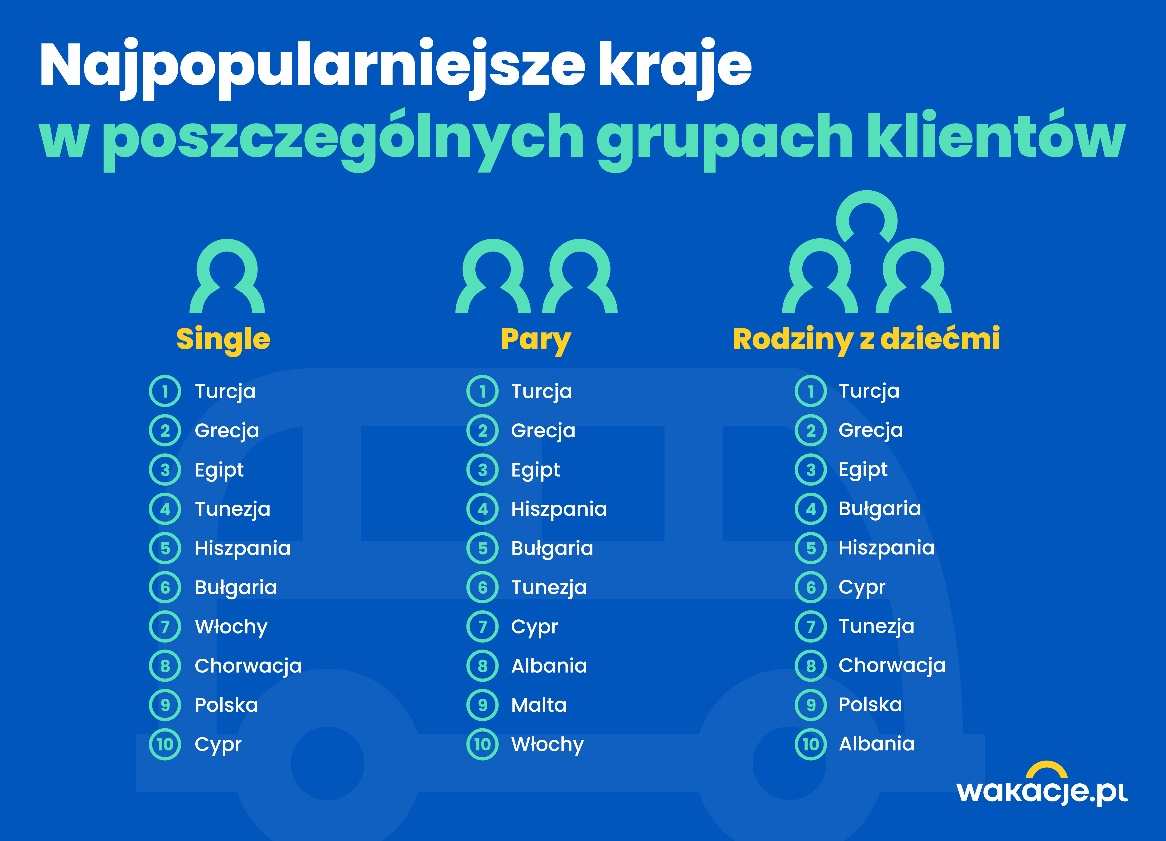 Najpopularniejsze kraje
w poszczególnych grupach klientów
Single
1 Turcja
2 Grecja
3 Egipt
4 Tunezja
5 Hiszpania
6 Bułgaria
7 Włochy
8 Chorwacja
9 Polska
10 Cypr
Pary
1 Turcja
2 Grecja
3 Egipt
4 Hiszpania
5 Bułgaria
6 Tunezja
7 Cypr
8 Albania
9 Malta
10 Włochy
Rodziny z dziećmi
1 Turcja
2 Grecja
3 Egipt
4 Bułgaria
5 Hiszpania
6 Cypr
7 Tunezja
8 Chorwacja
9 Polska
10 Albania
wakacje.pl